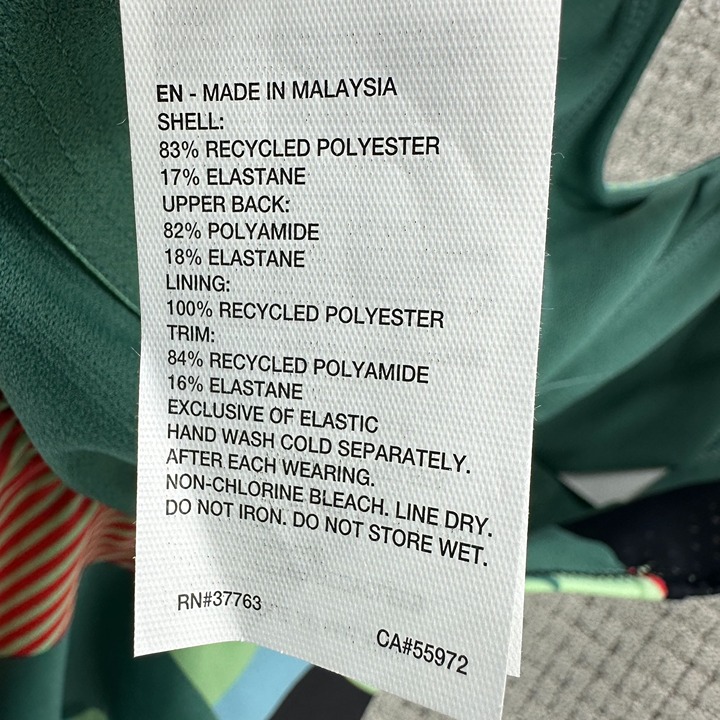 EN - MADE IN MALAYSIA
SHELL:
83% RECYCLED POLYESTER
17% ELASTANE
UPPER BACK:
82% POLYAMIDE
18% ELASTANE
LINING:
100% RECYCLED POLYESTER
TRIM:
84% RECYCLED POLYAMIDE
16% ELASTANE
EXCLUSIVE OF ELASTIC
HAND WASH COLD SEPARATELY.
AFTER EACH WEARING.
NON-CHLORINE BLEACH. LINE DRY.
DO NOT IRON. DO NOT STORE WET.
RN#37763
CA#55972